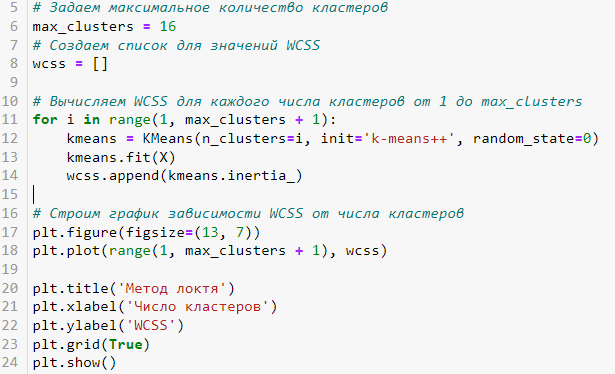 5 # Задаем максимальное количество кластеров
6 max_clusters = 16
7 # Создаем список для значений WCSS
8 wcss = []
9
10 # Вычисляем WCSS для каждого числа кластеров от 1 до max_clusters
11 for i in range(1, max_clusters + 1):
12     kmeans = KMeans(n_clusters=i, init='k-means++', random_state=0)
13     kmeans.fit(X)
14     wcss.append(kmeans.inertia_)
15
16 # Строим график зависимости WCSS от числа кластеров
17 plt.figure(figsize=(13, 7))
18 plt.plot(range(1, max_clusters + 1), wcss)
19
20 plt.title('Метод локтя')
21 plt.xlabel('Число кластеров')
22 plt.ylabel('WCSS')
23 plt.grid(True)
24 plt.show()